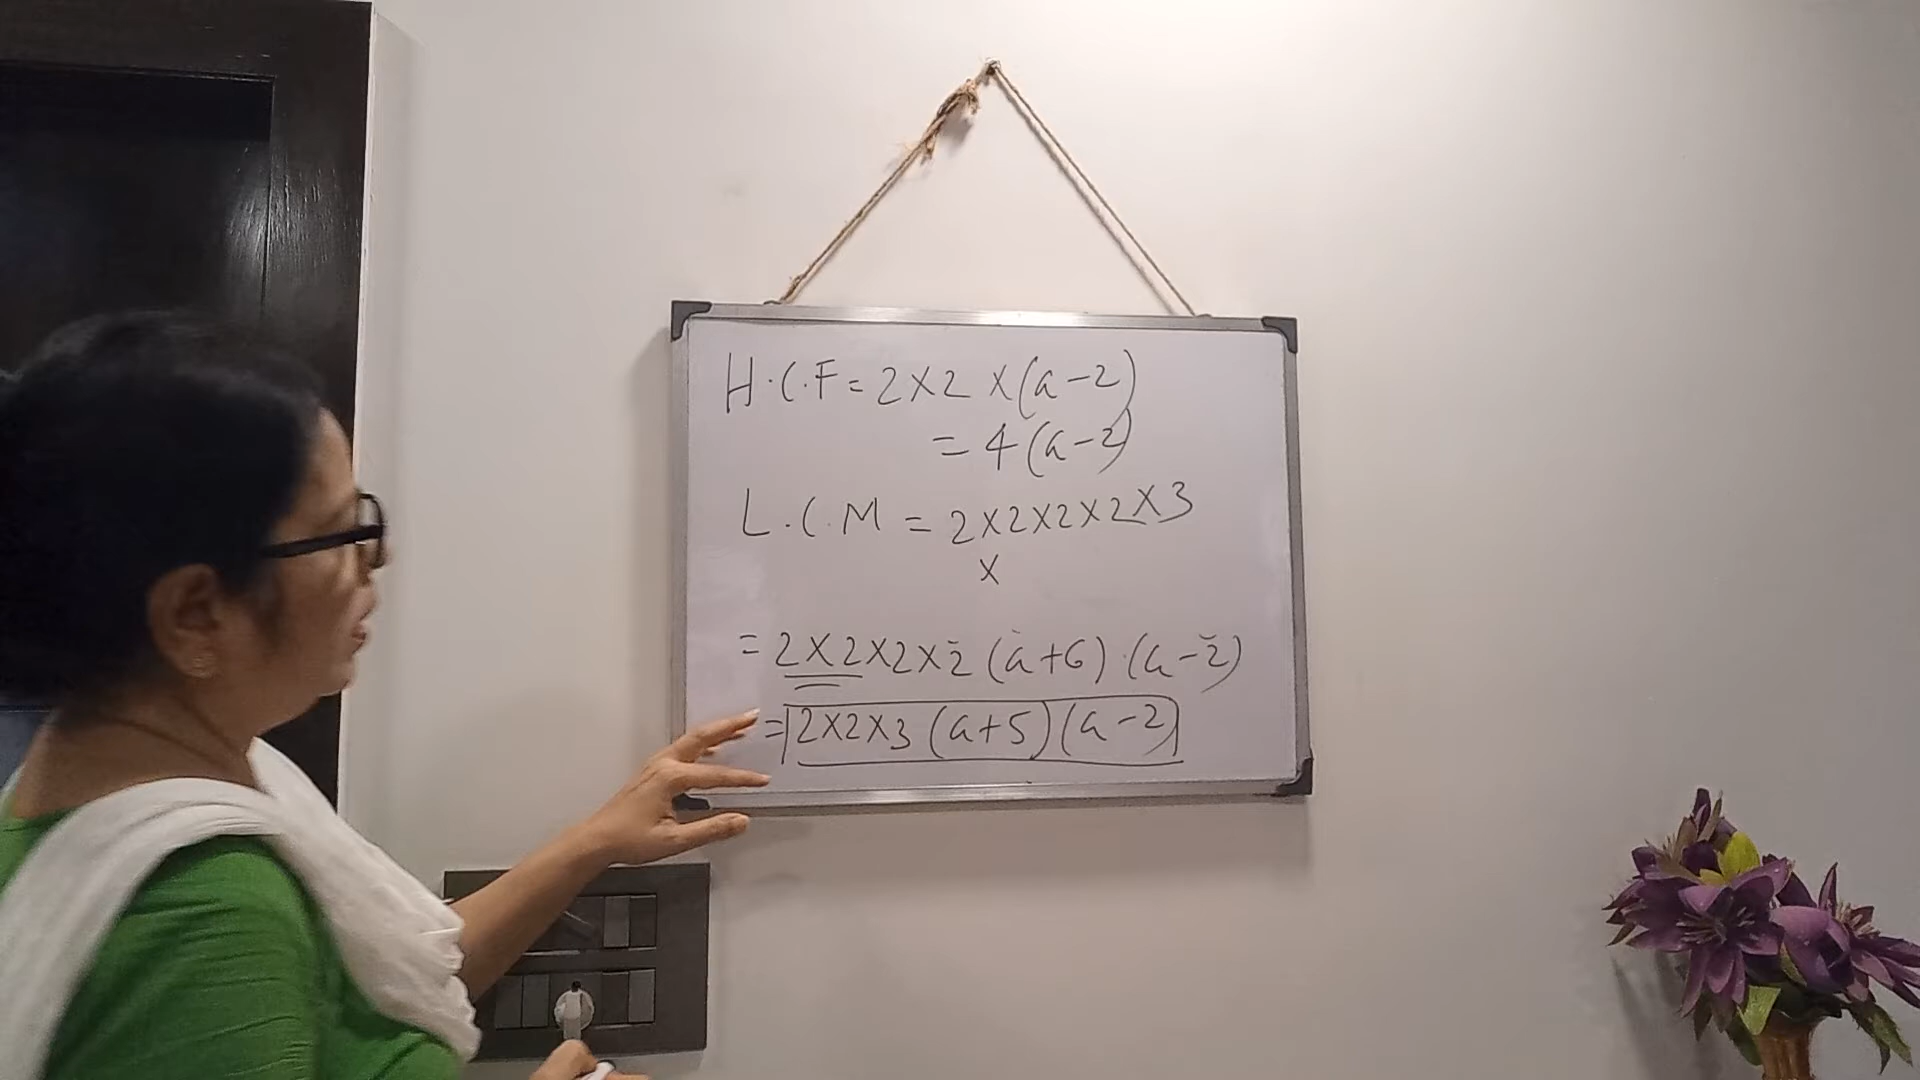 H.C.F = 2 X 2 X (a - 2)
= 4 (a - 2)
L.C.M = 2 X 2 X 2 X 2 X 3
X
= 2 X 2 X 2 X 2 (a + 6) . (a - 2)
= 2 X 2 X 3 (a + 5) (a - 2)